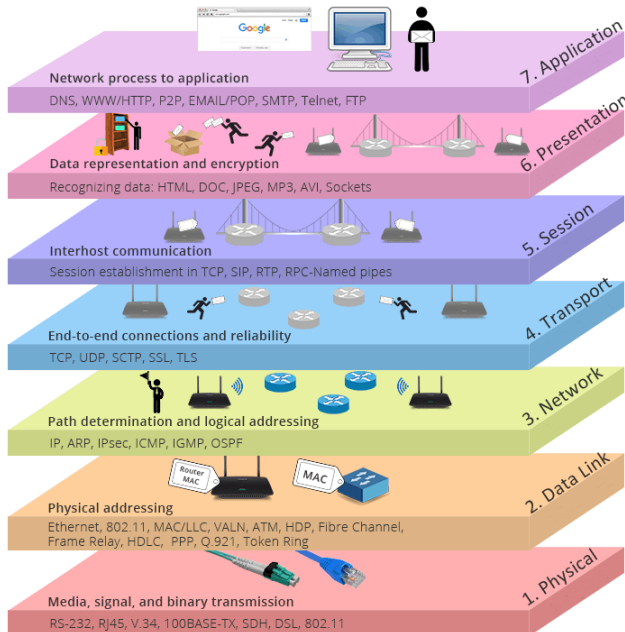 Google
7. Application
Network process to application
DNS, WWW/HTTP, P2P, EMAIL/POP, SMTP, Telnet, FTP
6. Presentation
Data representation and encryption
Recognizing data: HTML, DOC, JPEG, MP3, AVI, Sockets
5. Session
Interhost communication
Session establishment in TCP, SIP, RTP, RPC-Named pipes
4. Transport
End-to-end connections and reliability
TCP, UDP, SCTP, SSL, TLS
3. Network
Path determination and logical addressing
IP, ARP, IPsec, ICMP, IGMP, OSPF
Router
MAC
MAC
2. Data Link
Physical addressing
Ethernet, 802.11, MAC/LLC, VALN, ATM, HDP, Fibre Channel,
Frame Relay, HDLC, PPP, Q.921, Token Ring
1. Physical
Media, signal, and binary transmission
RS-232, RJ45, V.34, 100BASE-TX, SDH, DSL, 802.11